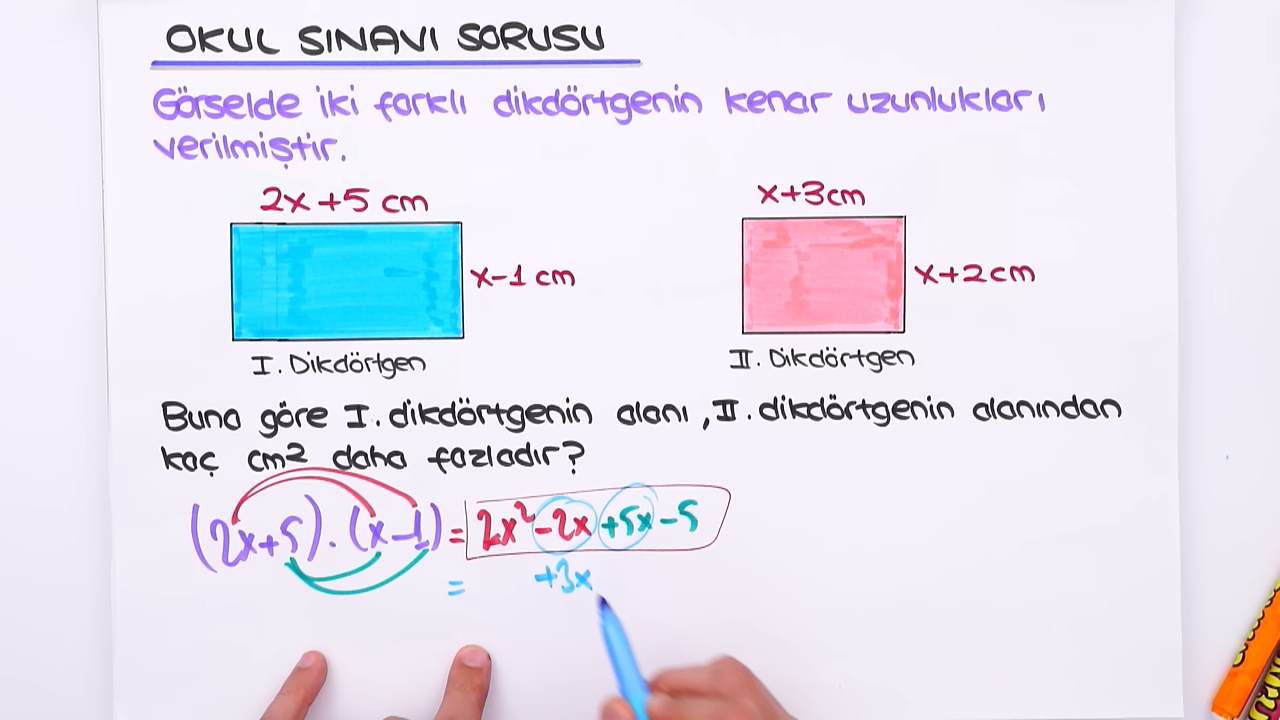 OKUL SINAVI SORUSU
Görselde iki farklı dikdörtgenin kenar uzunlukları
verilmiştir.
2x+5 cm
x-1 cm
I. Dikdörtgen
x+3cm
x+2cm
II. Dikdörtgen
Buna göre I. dikdörtgenin alanı, II. dikdörtgenin alanından
kaç cm² daha fazladır?
(2x+5).(x-1)=2x²-2x+5x-5
= +3x